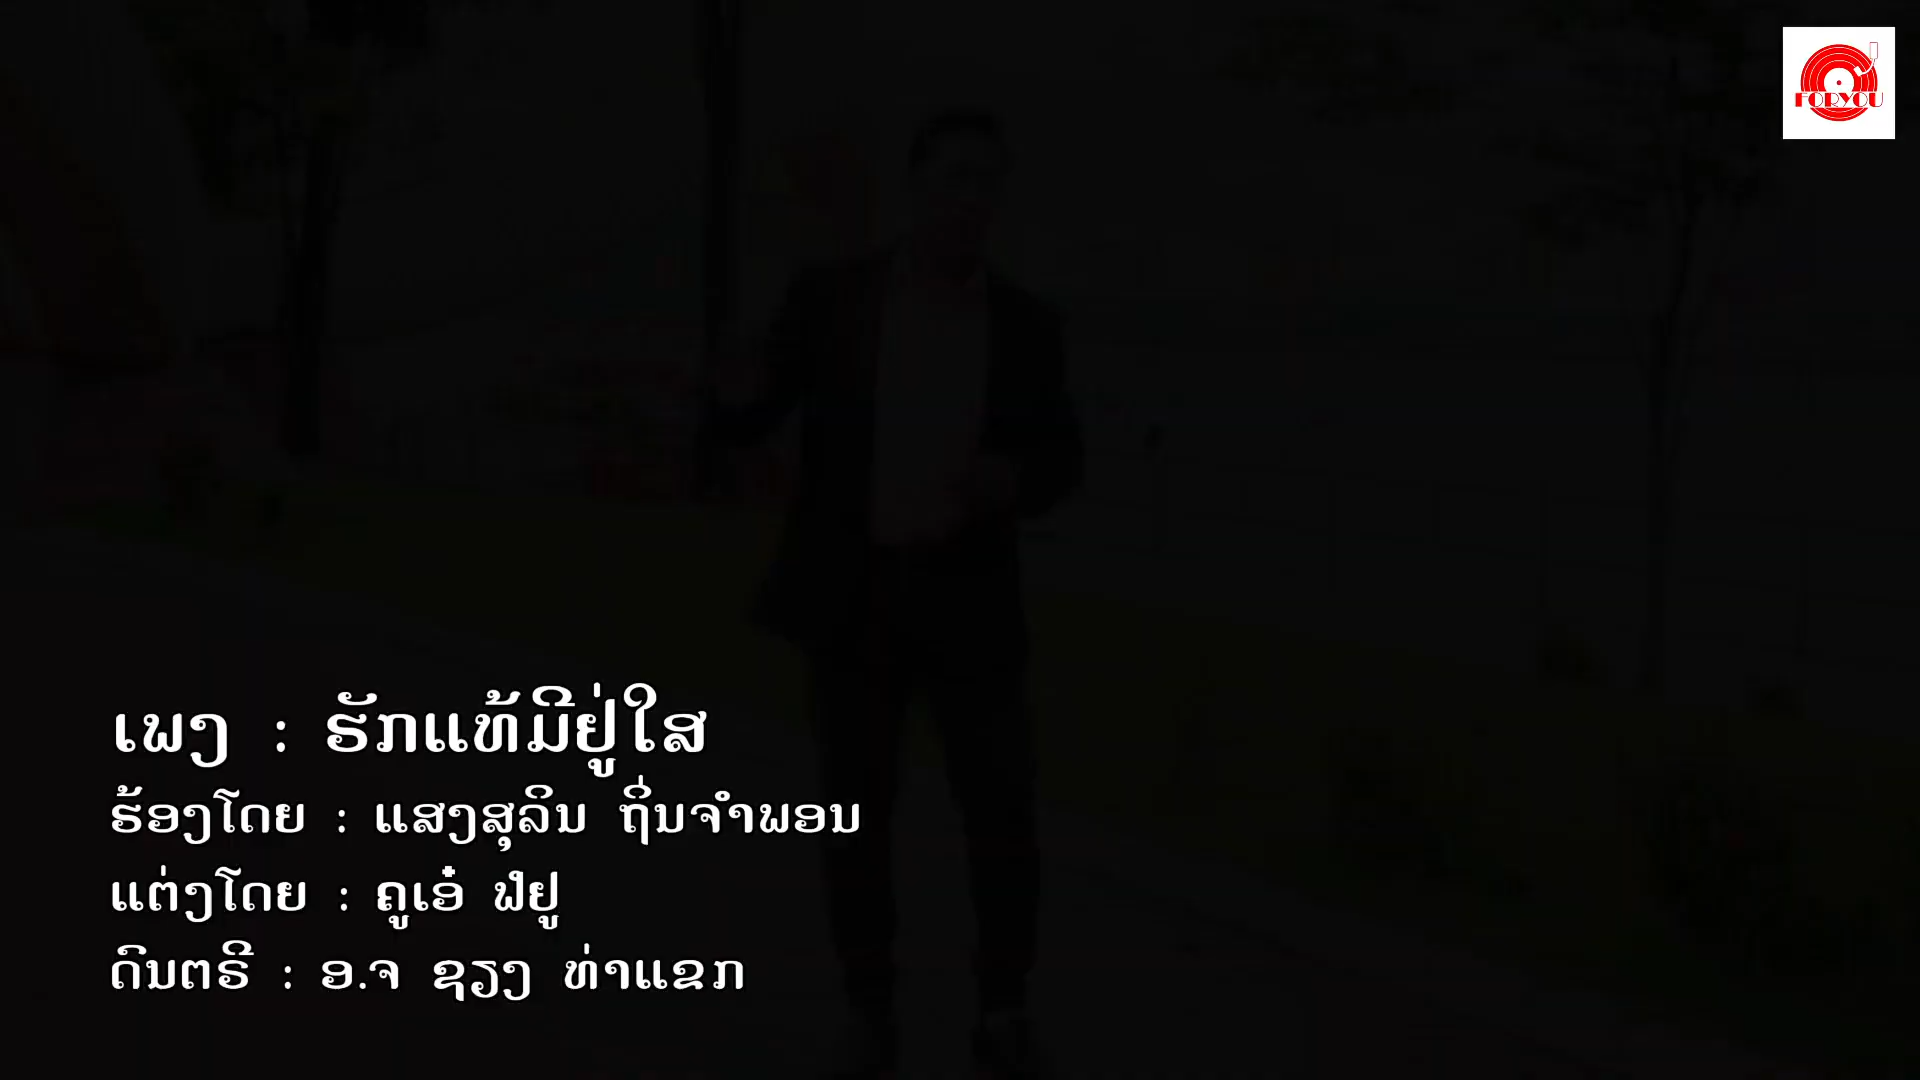 FORYOU
ເພງ : ຮັກແທ້ມີຢູ່ໃສ
ຮ້ອງໂດຍ : ແສງສຸລິນ ຖິ່ນຈຳພອນ
ແຕ່ງໂດຍ : ຄູເອ໋ ຟໍຢູ
ດົນຕຣີ : ອ.ຈ ຊຽງ ທ່າແຂກ